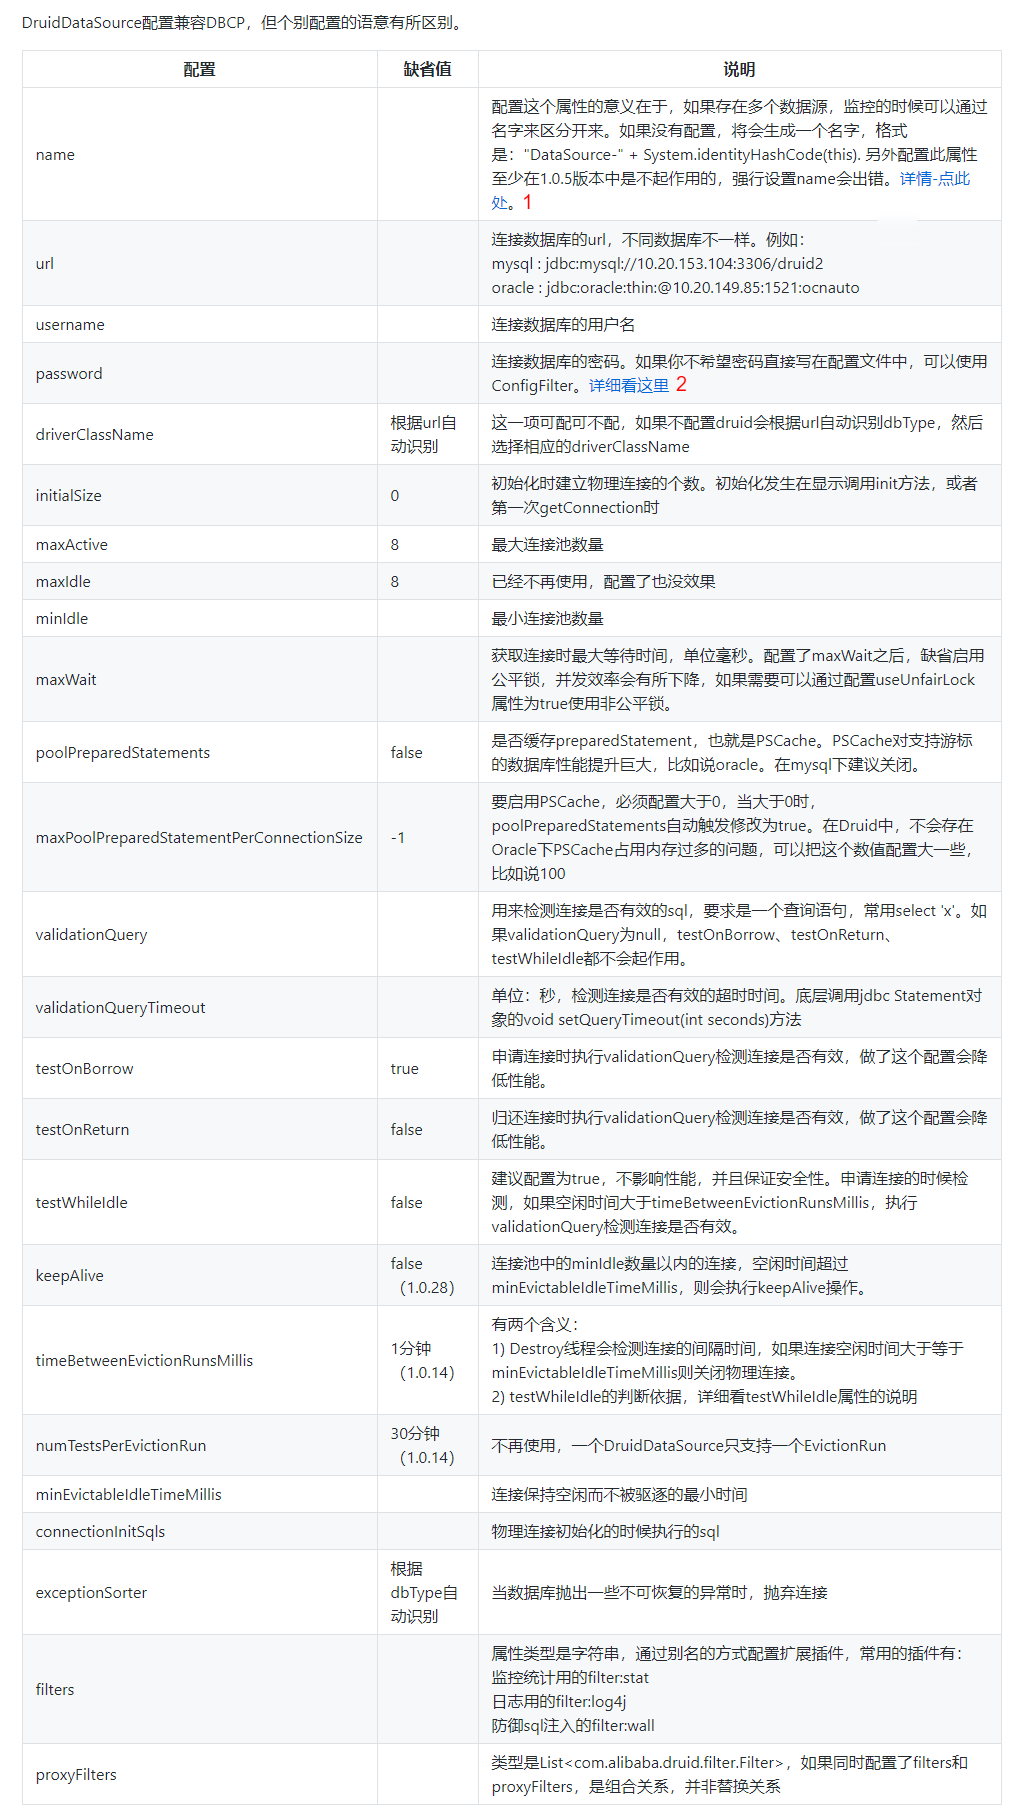 DruidDataSource配置兼容DBCP，但个别配置的语意有所区别。
配置 缺省值 说明
name
配置这个属性的意义在于，如果存在多个数据源，监控的时候可以通过
名字来区分开来。如果没有配置，将会生成一个名字，格式
是："DataSource-" + System.identityHashCode(this). 另外配置此属性
至少在1.0.5版本中是不起作用的，强行设置name会出错。详情-点此
处。1
url
连接数据库的url，不同数据库不一样。例如：
mysql : jdbc:mysql://10.20.153.104:3306/druid2
oracle : jdbc:oracle:thin:@10.20.149.85:1521:ocnauto
username 连接数据库的用户名
password
连接数据库的密码。如果你不希望密码直接写在配置文件中，可以使用
ConfigFilter。详细看这里 2
driverClassName
根据url自
动识别
这一项可配可不配，如果不配置druid会根据url自动识别dbType，然后
选择相应的driverClassName
initialSize 0
初始化时建立物理连接的个数。初始化发生在显示调用init方法，或者
第一次getConnection时
maxActive 8 最大连接池数量
maxIdle 8 已经不再使用，配置了也没效果
minIdle 最小连接池数量
maxWait
获取连接时最大等待时间，单位毫秒。配置了maxWait之后，缺省启用
公平锁，并发效率会有所下降，如果需要可以通过配置useUnfairLock
属性为true使用非公平锁。
poolPreparedStatements false
是否缓存preparedStatement，也就是PSCache。PSCache对支持游标
的数据库性能提升巨大，比如说oracle。在mysql下建议关闭。
maxPoolPreparedStatementPerConnectionSize -1
要启用PSCache，必须配置大于0，当大于0时，
poolPreparedStatements自动触发修改为true。在Druid中，不会存在
Oracle下PSCache占用内存过多的问题，可以把这个数值配置大一些，
比如说100
validationQuery
用来检测连接是否有效的sql，要求是一个查询语句，常用select 'x'。如
果validationQuery为null，testOnBorrow、testOnReturn、
testWhileIdle都不会起作用。
validationQueryTimeout
单位：秒，检测连接是否有效的超时时间。底层调用jdbc Statement对
象的void setQueryTimeout(int seconds)方法
testOnBorrow true
申请连接时执行validationQuery检测连接是否有效，做了这个配置会降
低性能。
testOnReturn false
归还连接时执行validationQuery检测连接是否有效，做了这个配置会降
低性能。
testWhileIdle false
建议配置为true，不影响性能，并且保证安全性。申请连接的时候检
测，如果空闲时间大于timeBetweenEvictionRunsMillis，执行
validationQuery检测连接是否有效。
keepAlive
false
（1.0.28）
连接池中的minIdle数量以内的连接，空闲时间超过
minEvictableIdleTimeMillis，则会执行keepAlive操作。
timeBetweenEvictionRunsMillis
1分钟
（1.0.14）
有两个含义：
1) Destroy线程会检测连接的间隔时间，如果连接空闲时间大于等于
minEvictableIdleTimeMillis则关闭物理连接。
2) testWhileIdle的判断依据，详细看testWhileIdle属性的说明
numTestsPerEvictionRun
30分钟
（1.0.14）
不再使用，一个DruidDataSource只支持一个EvictionRun
minEvictableIdleTimeMillis 连接保持空闲而不被驱逐的最小时间
connectionInitSqls 物理连接初始化的时候执行的sql
exceptionSorter
根据
dbType自
动识别
当数据库抛出一些不可恢复的异常时，抛弃连接
filters
属性类型是字符串，通过别名的方式配置扩展插件，常用的插件有：
监控统计用的filter:stat
日志用的filter:log4j
防御sql注入的filter:wall
proxyFilters
类型是List<com.alibaba.druid.filter.Filter>，如果同时配置了filters和
proxyFilters，是组合关系，并非替换关系